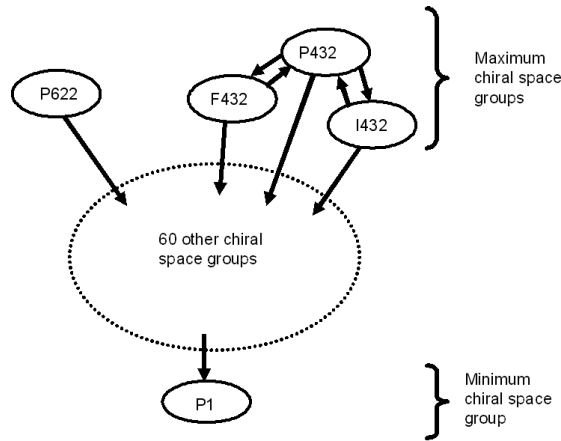 P432
Maximum
chiral space
groups
P622
F432
I432
60 other chiral
space groups
P1
Minimum
chiral space
group